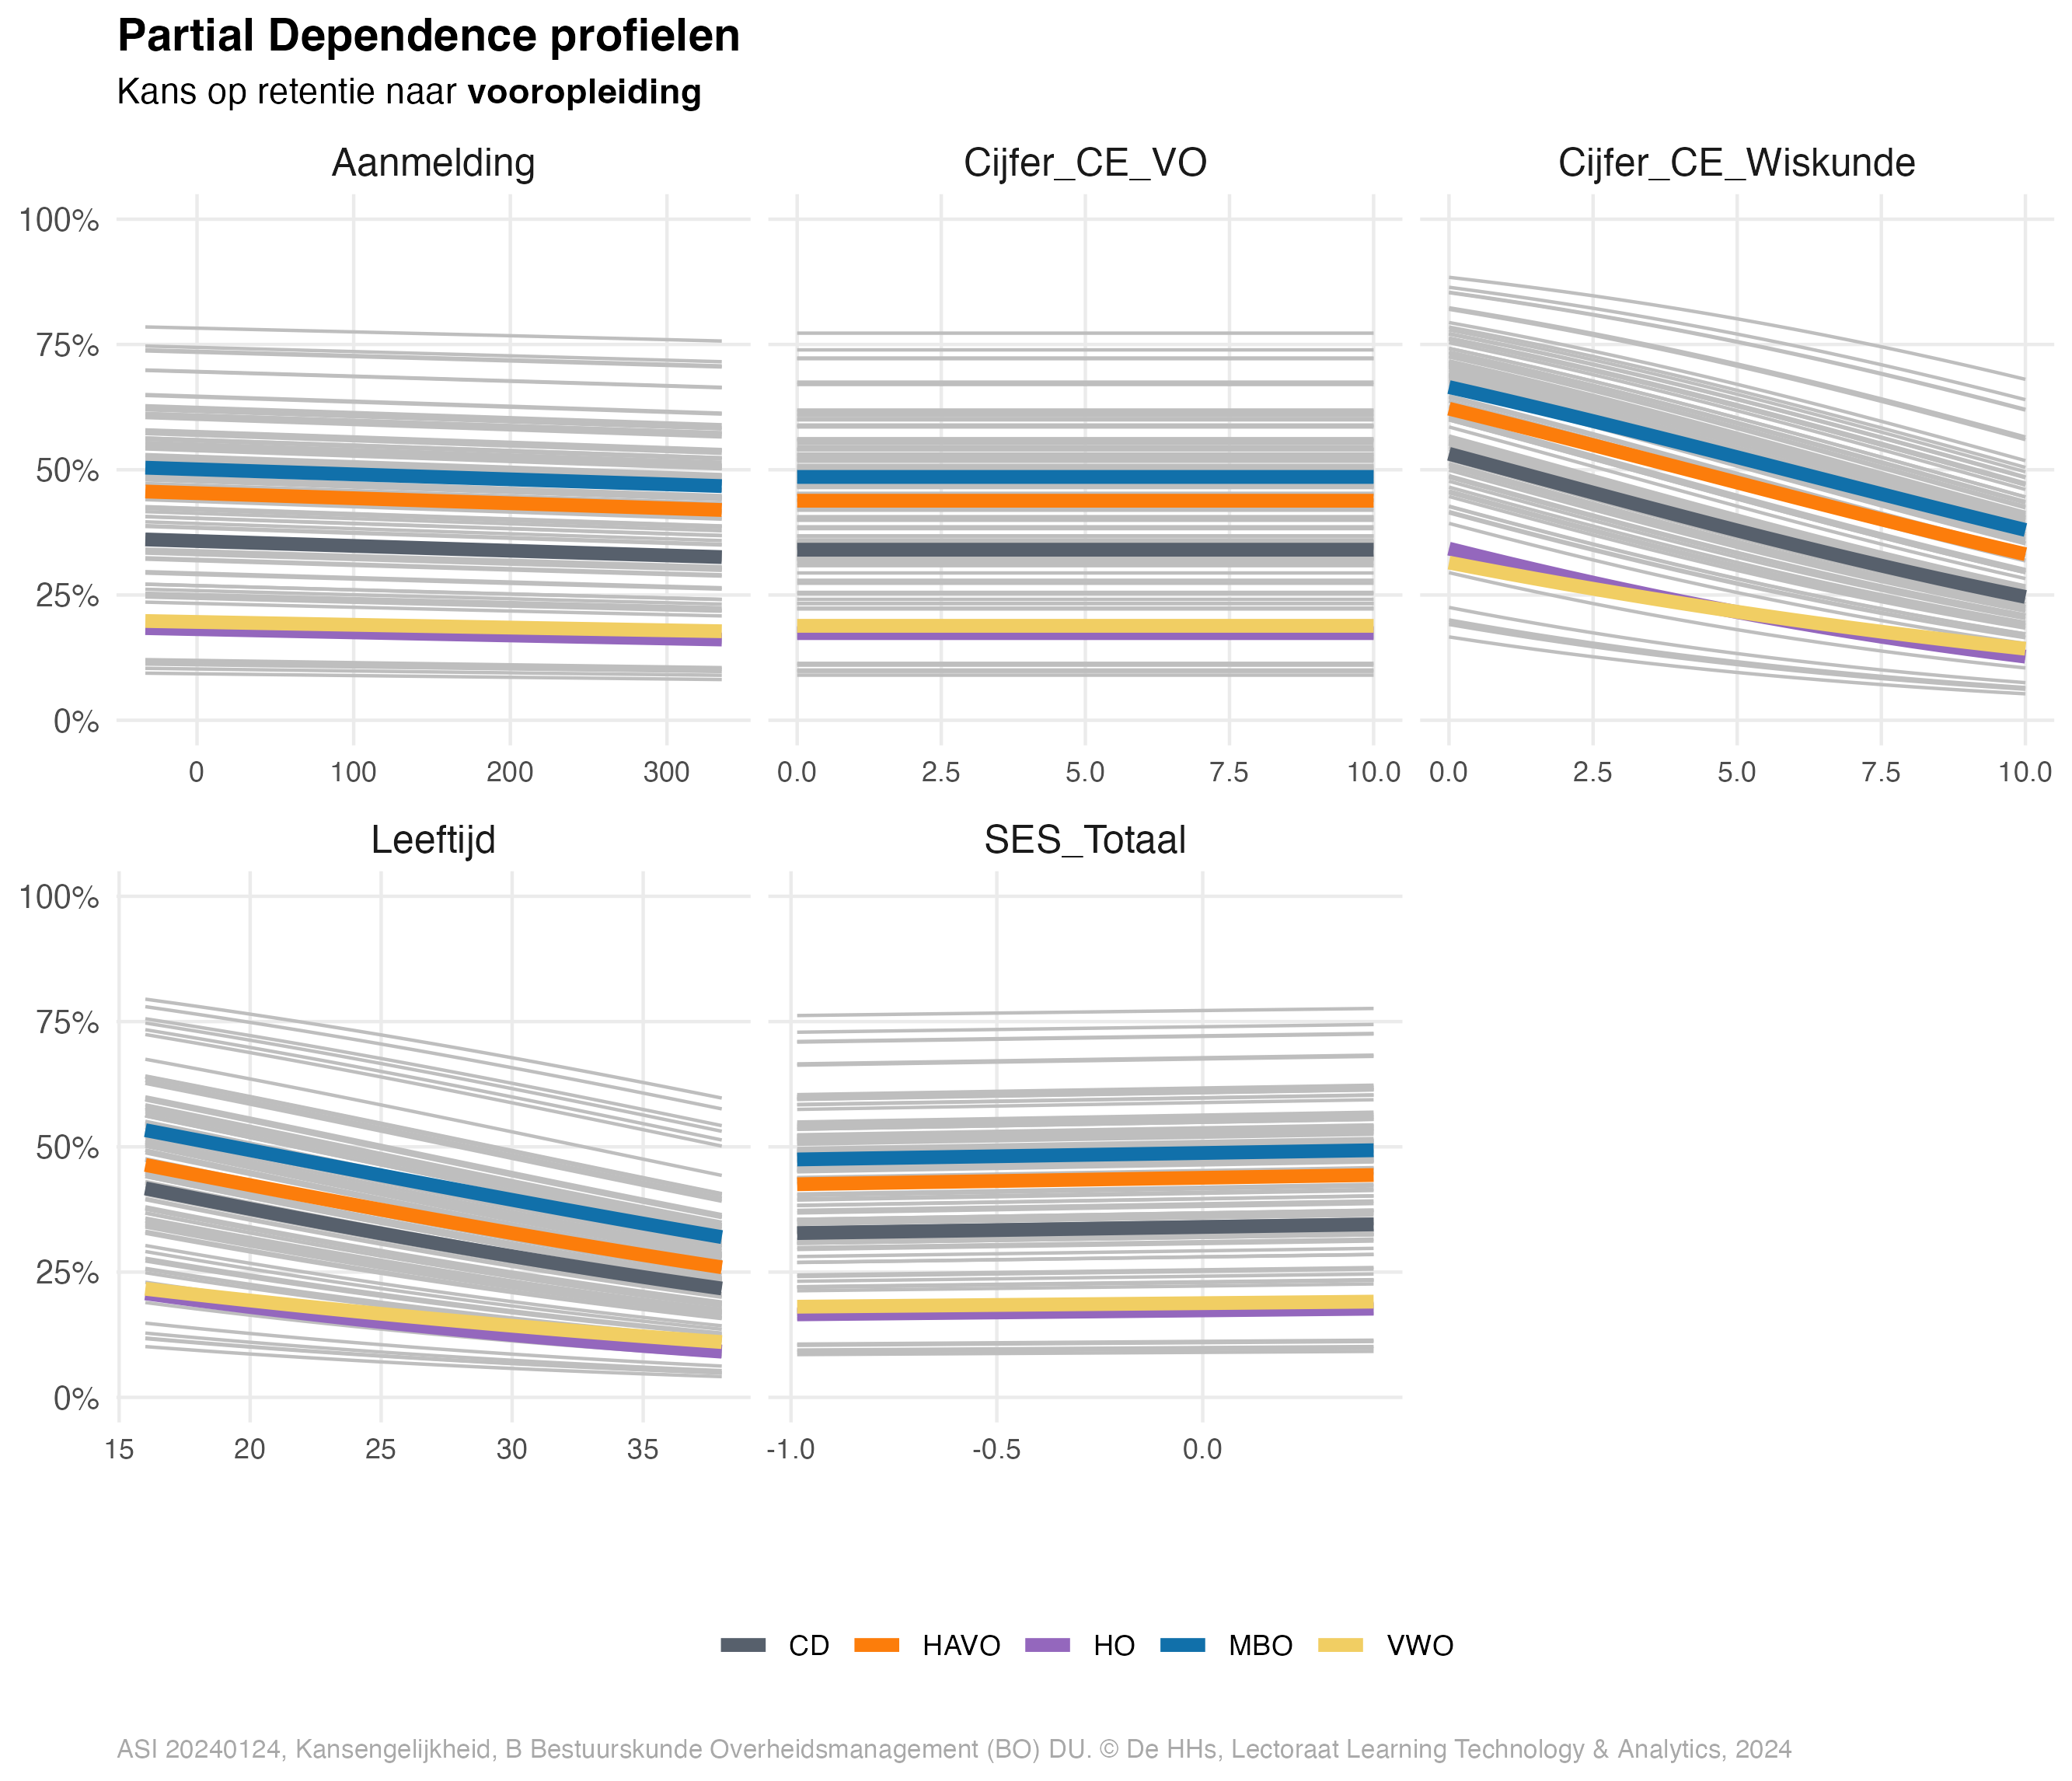 Partial Dependence profielen
Kans op retentie naar vooropleiding
Aanmelding
Cijfer_CE_VO
Cijfer_CE_Wiskunde
100%
75%
50%
25%
0%
0 100 200 300
0.0 2.5 5.0 7.5 10.0
0.0 2.5 5.0 7.5 10.0
Leeftijd
SES_Totaal
100%
75%
50%
25%
0%
15 20 25 30 35
-1.0 -0.5 0.0
CD HAVO HO MBO VWO
ASI 20240124, Kansengelijkheid, B Bestuurskunde Overheidsmanagement (BO) DU. © De HHs, Lectoraat Learning Technology & Analytics, 2024